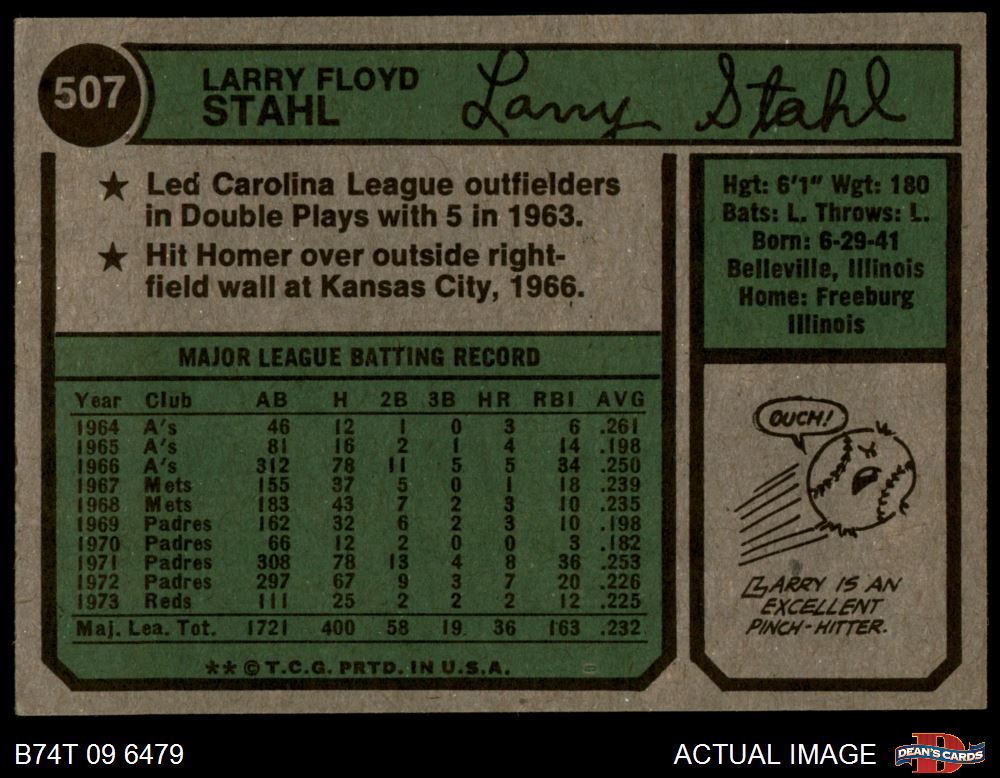 507
LARRY FLOYD
STAHL
Larry Stahl
★ Led Carolina League outfielders
in Double Plays with 5 in 1963.
★ Hit Homer over outside right-
field wall at Kansas City, 1966.
Hgt: 6'1" Wgt: 180
Bats: L. Throws: L.
Born: 6-29-41
Belleville, Illinois
Home: Freeburg
Illinois
MAJOR LEAGUE BATTING RECORD
Year Club AB H 2B 3B HR RBI AVG
1964 A's 46 12 1 0 3 6 .261
1965 A's 81 16 2 1 4 14 .198
1966 A's 312 78 11 5 5 34 .250
1967 Mets 155 37 5 0 1 18 .239
1968 Mets 183 43 7 2 3 10 .235
1969 Padres 162 32 6 2 3 10 .198
1970 Padres 66 12 2 0 0 3 .182
1971 Padres 308 78 13 4 8 36 .253
1972 Padres 297 67 9 3 7 20 .226
1973 Reds 111 25 2 2 2 12 .225
Maj. Lea. Tot. 1721 400 58 19 36 163 .232
** © T.C.G. PRTD. IN U.S.A.
OUCH!
LARRY IS AN
EXCELLENT
PINCH-HITTER.
B74T 09 6479
ACTUAL IMAGE
DEAN'S CARDS